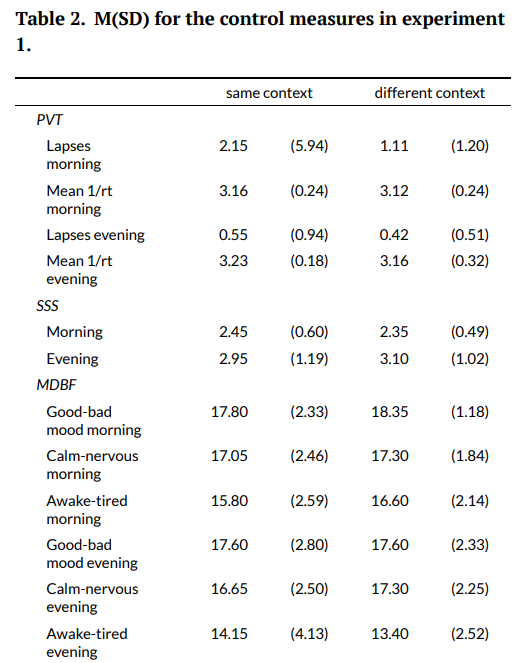 Table 2. M(SD) for the control measures in experiment
1.
same context different context
PVT
Lapses morning 2.15 (5.94) 1.11 (1.20)
Mean 1/rt morning 3.16 (0.24) 3.12 (0.24)
Lapses evening 0.55 (0.94) 0.42 (0.51)
Mean 1/rt evening 3.23 (0.18) 3.16 (0.32)
SSS
Morning 2.45 (0.60) 2.35 (0.49)
Evening 2.95 (1.19) 3.10 (1.02)
MDBF
Good-bad mood morning 17.80 (2.33) 18.35 (1.18)
Calm-nervous morning 17.05 (2.46) 17.30 (1.84)
Awake-tired morning 15.80 (2.59) 16.60 (2.14)
Good-bad mood evening 17.60 (2.80) 17.60 (2.33)
Calm-nervous evening 16.65 (2.50) 17.30 (2.25)
Awake-tired evening 14.15 (4.13) 13.40 (2.52)